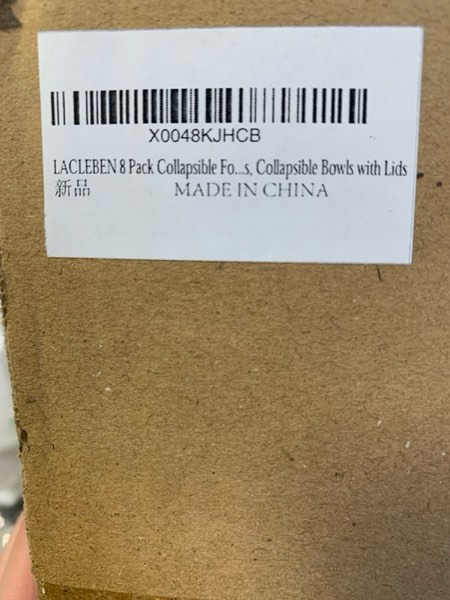 X0048KJHCB
LACLEBEN 8 Pack Collapsible Fo...s, Collapsible Bowls with Lids
新品 MADE IN CHINA